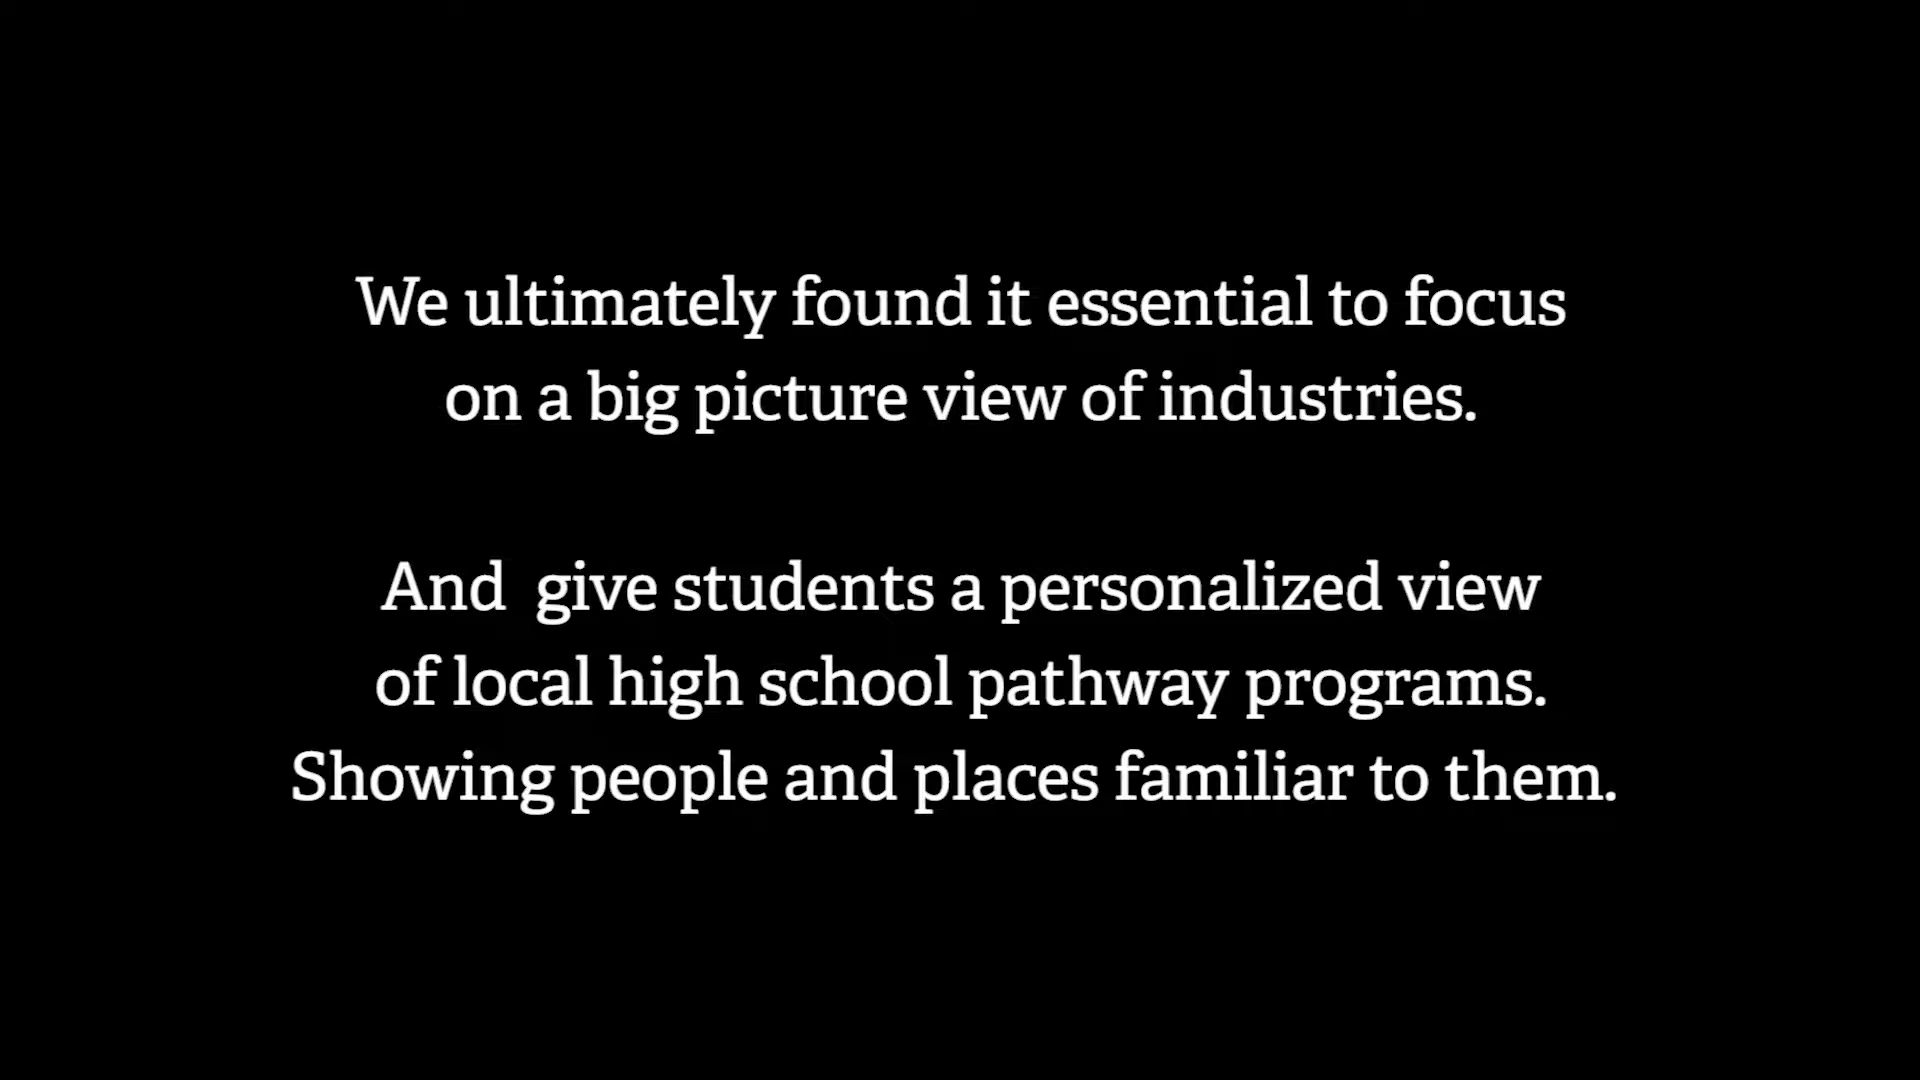 We ultimately found it essential to focus
on a big picture view of industries.
And  give students a personalized view
of local high school pathway programs.
Showing people and places familiar to them.